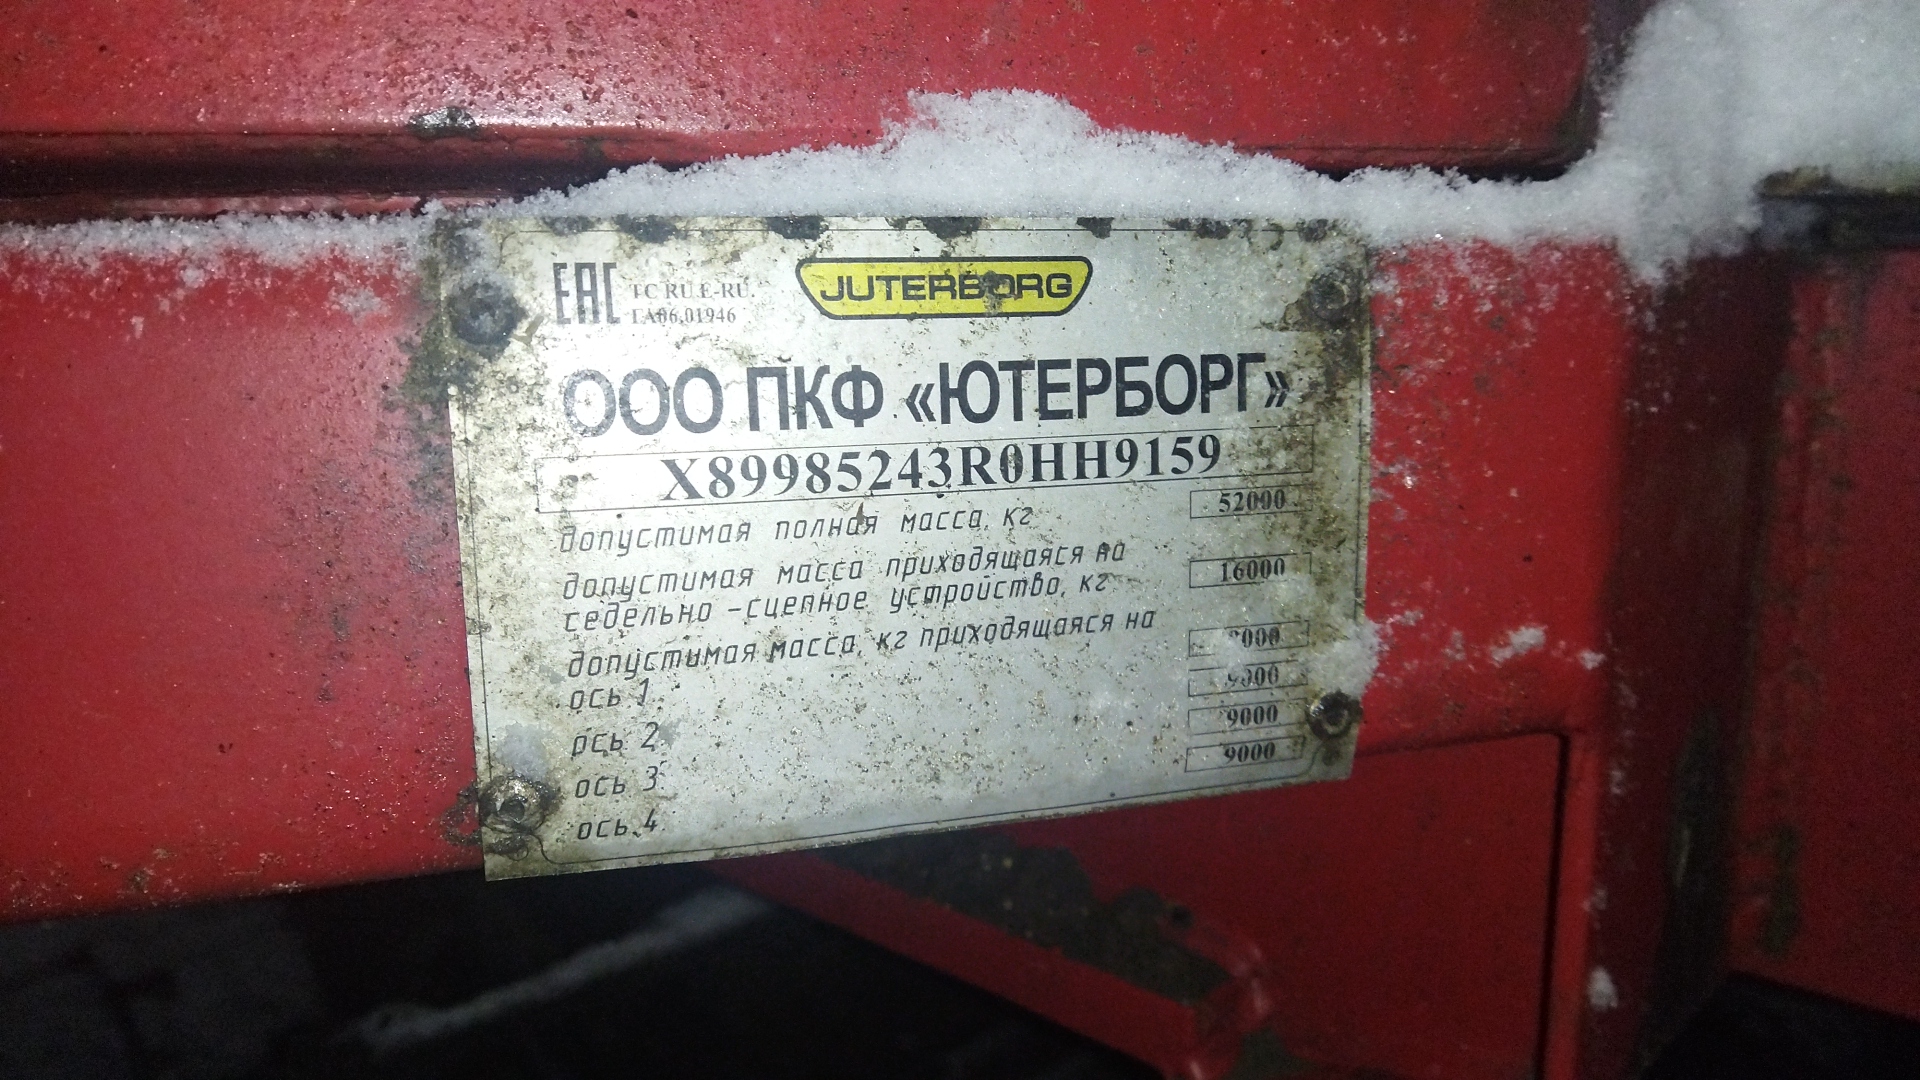 EAC
ТС RU E-RU.
ГА06.01946
JUTERBORG
ООО ПКФ «ЮТЕРБОРГ»
X89985243R0HH9159
допустимая полная масса, кг
52000
допустимая масса приходящаяся на
седельно-сцепное устройство, кг
16000
допустимая масса, кг приходящаяся на
ось 1
ось 2
9000
ось 3
9000
ось 4
9000